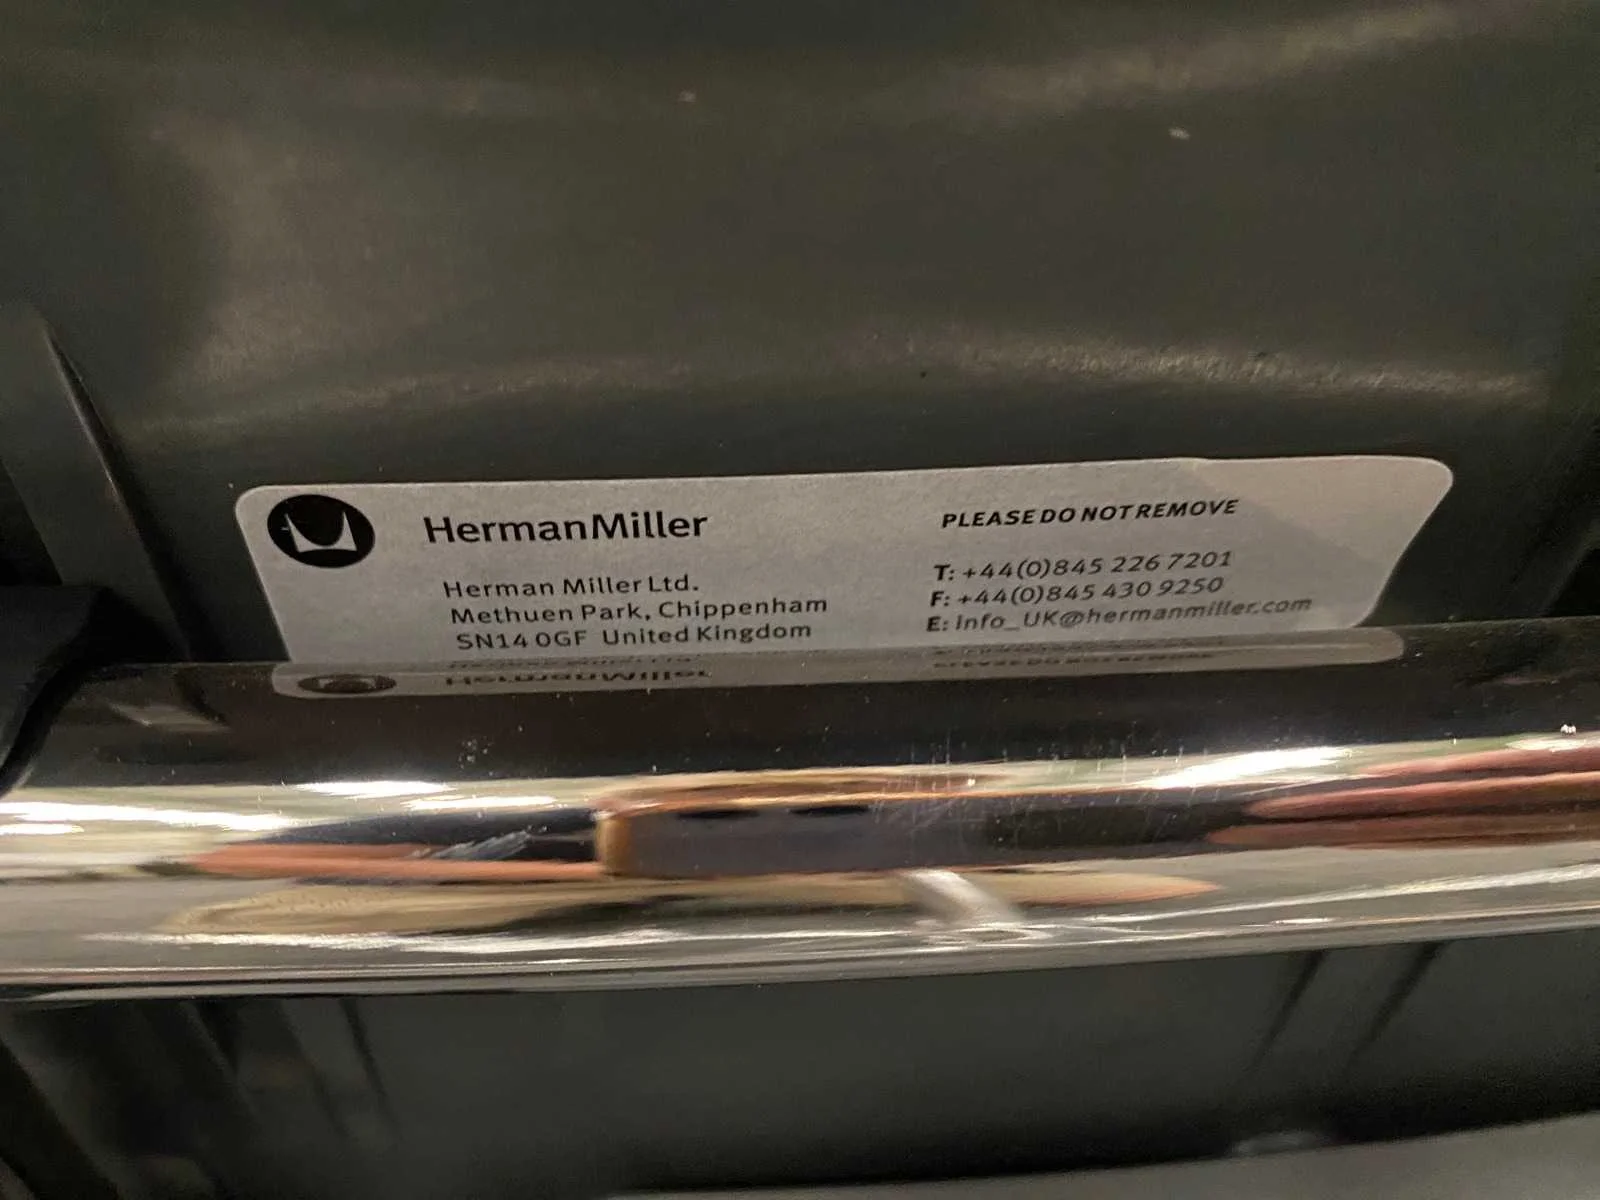 HermanMiller
Herman Miller Ltd.
Methuen Park, Chippenham
SN14 0GF United Kingdom
PLEASE DO NOT REMOVE
T: +44(0)845 226 7201
F: +44(0)845 430 9250
E: info_UK@hermanmiller.com